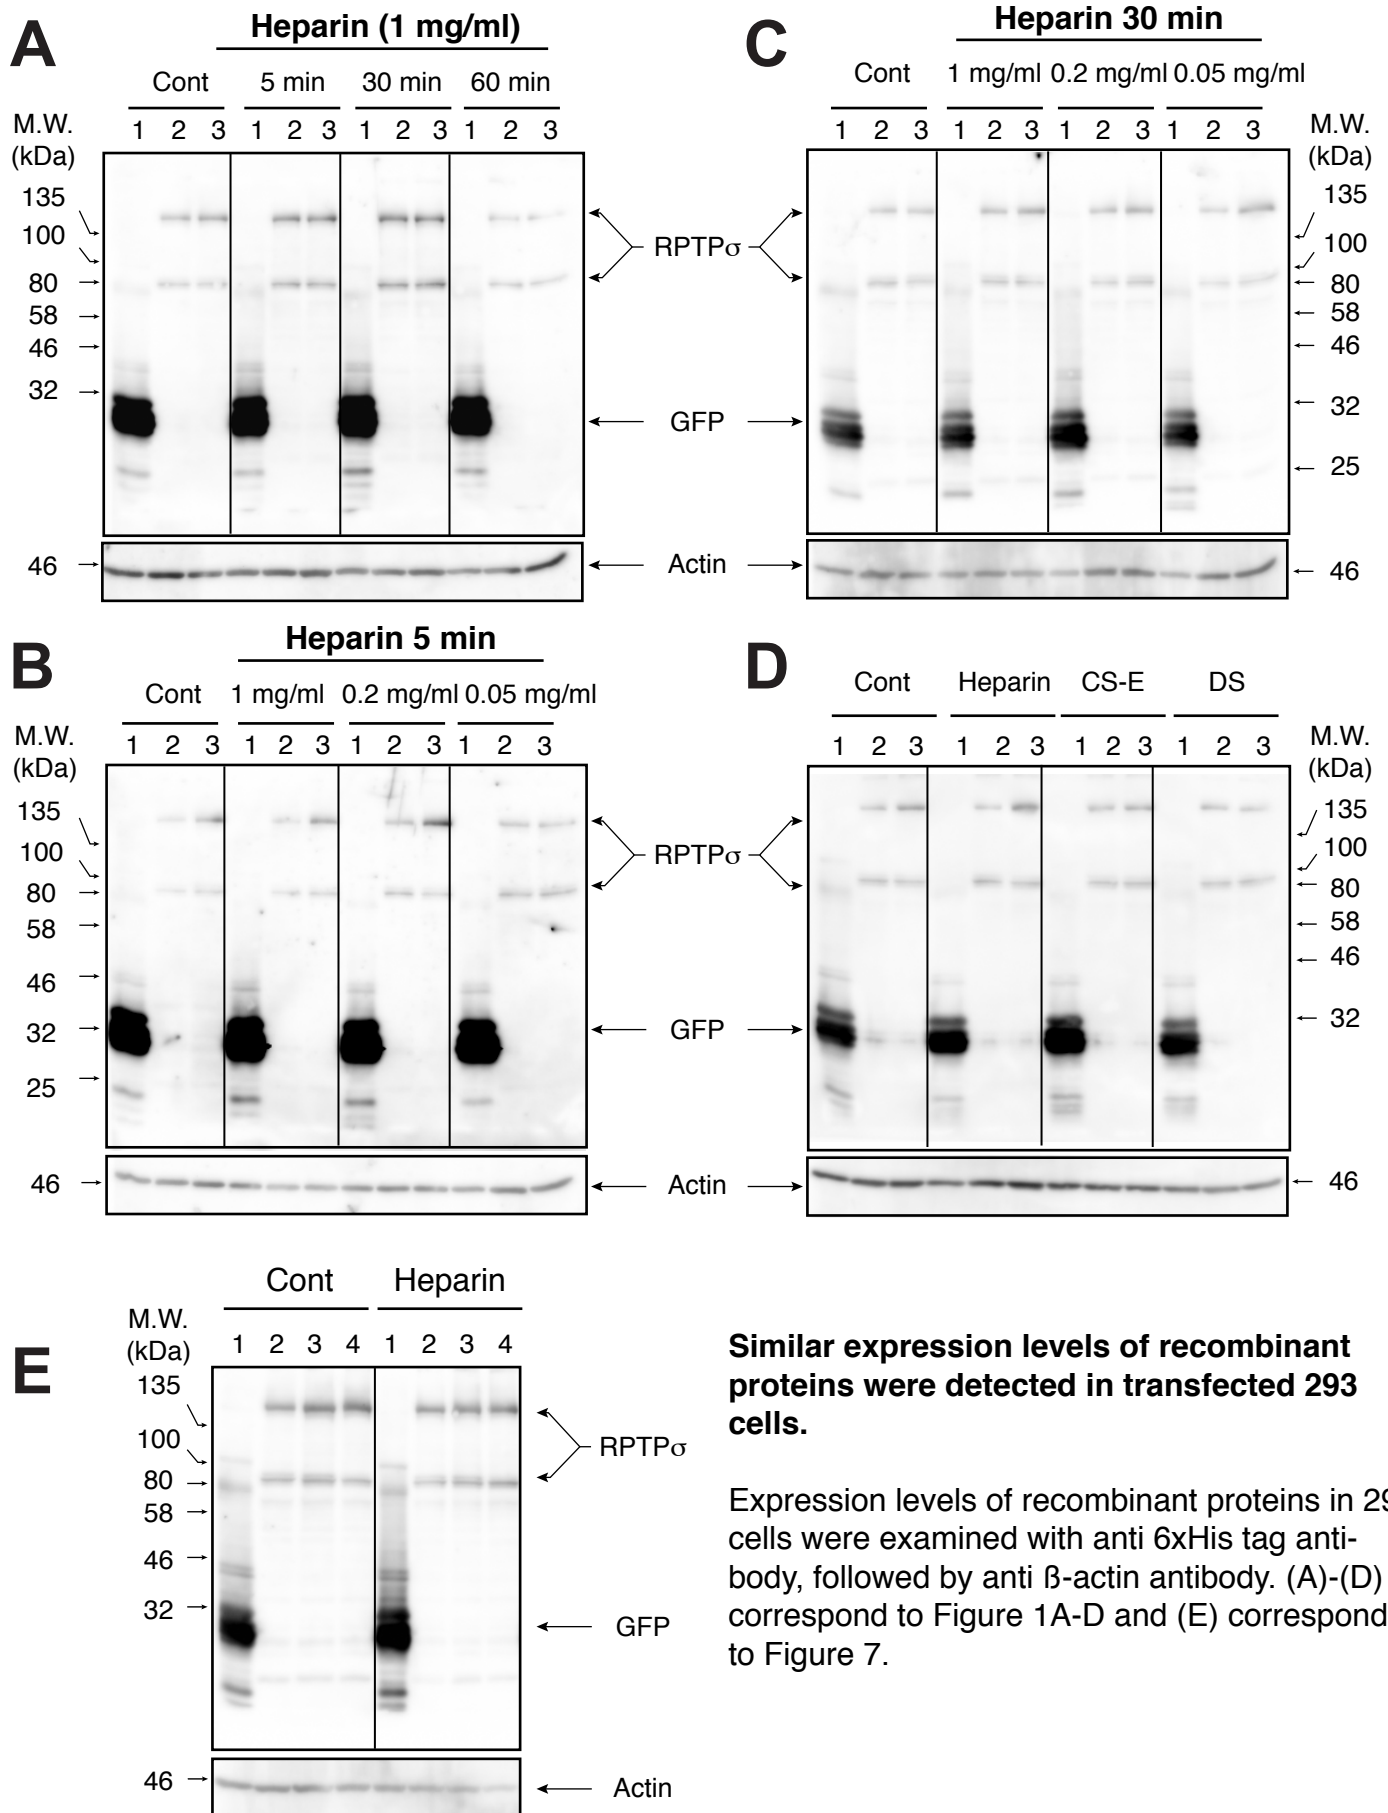 A
Heparin (1 mg/ml)
Cont 5 min 30 min 60 min
M.W.
(kDa)
1 2 3 1 2 3 1 2 3 1 2 3
135
100
80
58
46
32
46
C
Heparin 30 min
Cont 1 mg/ml 0.2 mg/ml 0.05 mg/ml
1 2 3 1 2 3 1 2 3 1 2 3
M.W.
(kDa)
135
100
80
58
46
32
25
46
RPTPσ
GFP
Actin
B
Heparin 5 min
Cont 1 mg/ml 0.2 mg/ml 0.05 mg/ml
M.W.
(kDa)
1 2 3 1 2 3 1 2 3 1 2 3
135
100
80
58
46
32
25
46
D
Cont Heparin CS-E DS
1 2 3 1 2 3 1 2 3 1 2 3
M.W.
(kDa)
135
100
80
58
46
32
46
RPTPσ
GFP
Actin
E
Cont Heparin
M.W.
(kDa)
1 2 3 4 1 2 3 4
135
100
80
58
46
32
46
RPTPσ
GFP
Actin
Similar expression levels of recombinant
proteins were detected in transfected 293
cells.
Expression levels of recombinant proteins in 29
cells were examined with anti 6xHis tag anti-
body, followed by anti ß-actin antibody. (A)-(D)
correspond to Figure 1A-D and (E) correspond
to Figure 7.